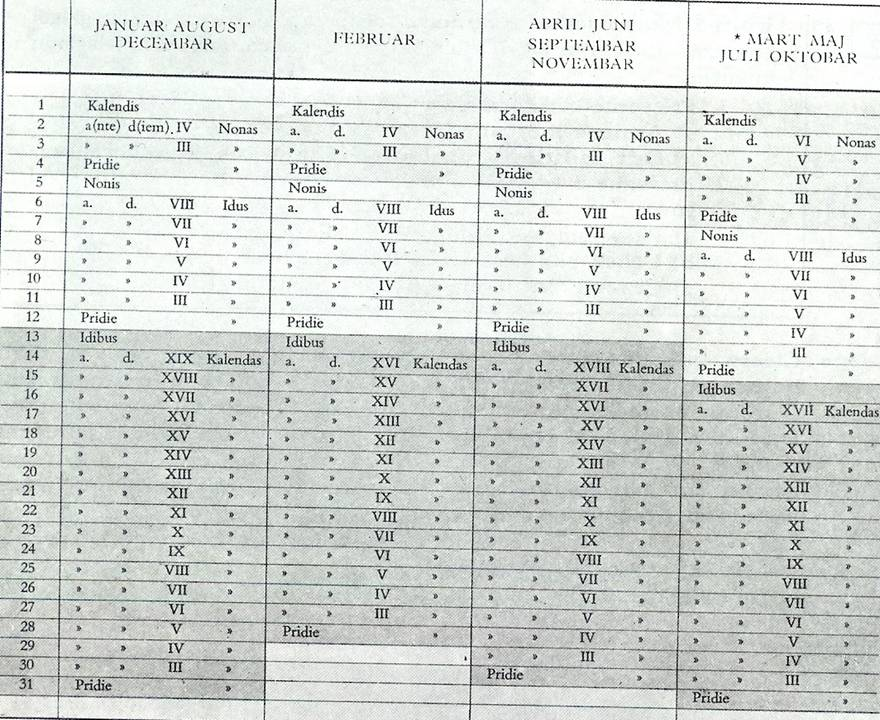 JANUAR AUGUST DECEMBAR FEBRUAR APRIL JUNI SEPTEMBAR NOVEMBAR * MART MAJ JULI OKTOBAR
1 Kalendis Kalendis Kalendis Kalendis
2 a(nte) d(iem). IV Nonas a. d. IV Nonas a. d. IV Nonas a. d. VI Nonas
3 » » III » » » III » » » III » » » V »
4 Pridie » Pridie » Pridie » » » IV »
5 Nonis Nonis Nonis » » III »
6 a. d. VIII Idus a. d. VIII Idus a. d. VIII Idus Pridie »
7 » » VII » » » VII » » » VII » Nonis
8 » » VI » » » VI » » » VI » a. d. VIII Idus
9 » » V » » » V » » » V » » » VII »
10 » » IV » » » IV » » » IV » » » VI »
11 » » III » » » III » » » III » » » V »
12 Pridie » Pridie » Pridie » » » IV »
13 Idibus Idibus Idibus » » III »
14 a. d. XIX Kalendas a. d. XVI Kalendas a. d. XVIII Kalendas Pridie »
15 » » XVIII » » » XV » » » XVII » Idibus
16 » » XVII » » » XIV » » » XVI » a. d. XVII Kalendas
17 » » XVI » » » XIII » » » XV » » » XVI »
18 » » XV » » » XII » » » XIV » » » XV »
19 » » XIV » » » XI » » » XIII » » » XIV »
20 » » XIII » » » X » » » XII » » » XIII »
21 » » XII » » » IX » » » XI » » » XII »
22 » » XI » » » VIII » » » X » » » XI »
23 » » X » » » VII » » » IX » » » X »
24 » » IX » » » VI » » » VIII » » » IX »
25 » » VIII » » » V » » » VII » » » VIII »
26 » » VII » » » IV » » » VI » » » VII »
27 » » VI » » » III » » » V » » » VI »
28 » » V » Pridie » » » IV » » » V »
29 » » IV » » » III » » » IV »
30 » » III » Pridie » » » III »
31 Pridie » Pridie »